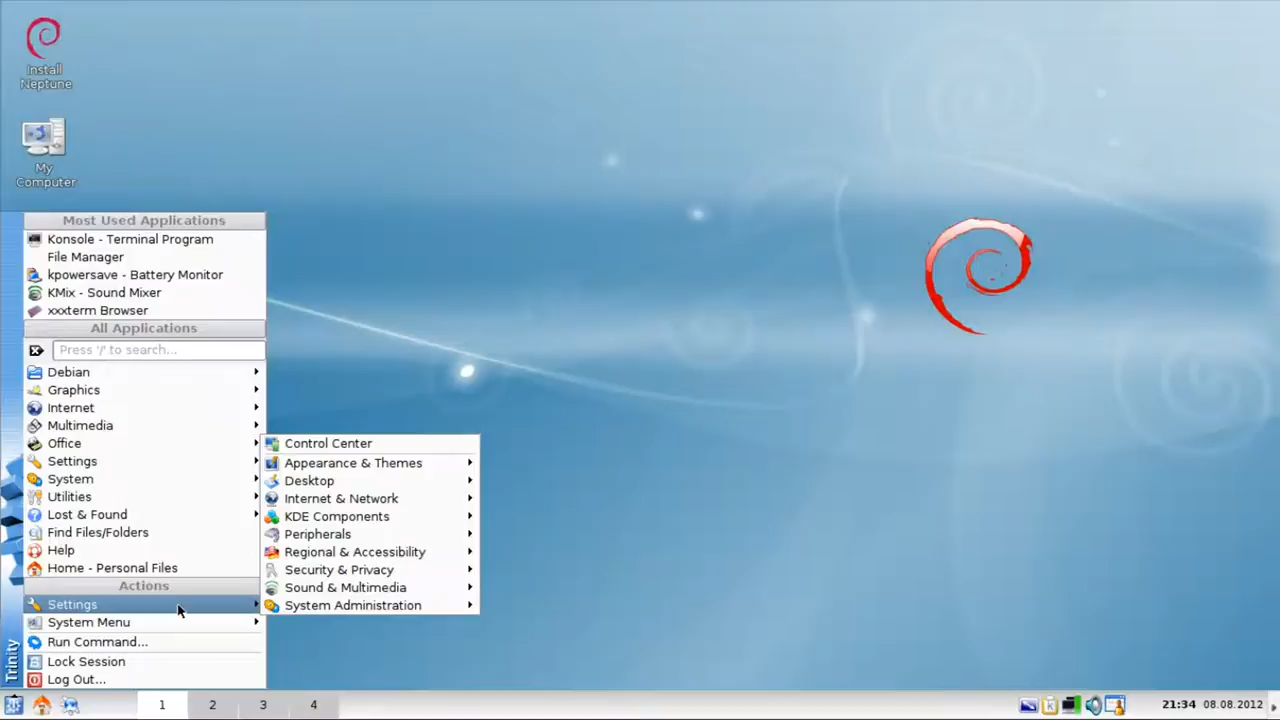 Install
Neptune
My
Computer
Most Used Applications
Konsole - Terminal Program
File Manager
kpowersave - Battery Monitor
KMix - Sound Mixer
xxxterm Browser
All Applications
Press '/' to search...
Debian
Graphics
Internet
Multimedia
Office
Settings
System
Utilities
Lost & Found
Find Files/Folders
Help
Home - Personal Files
Actions
Settings
System Menu
Run Command...
Lock Session
Log Out...
Trinity
Control Center
Appearance & Themes
Desktop
Internet & Network
KDE Components
Peripherals
Regional & Accessibility
Security & Privacy
Sound & Multimedia
System Administration
1 2 3 4
21:34 08.08.2012